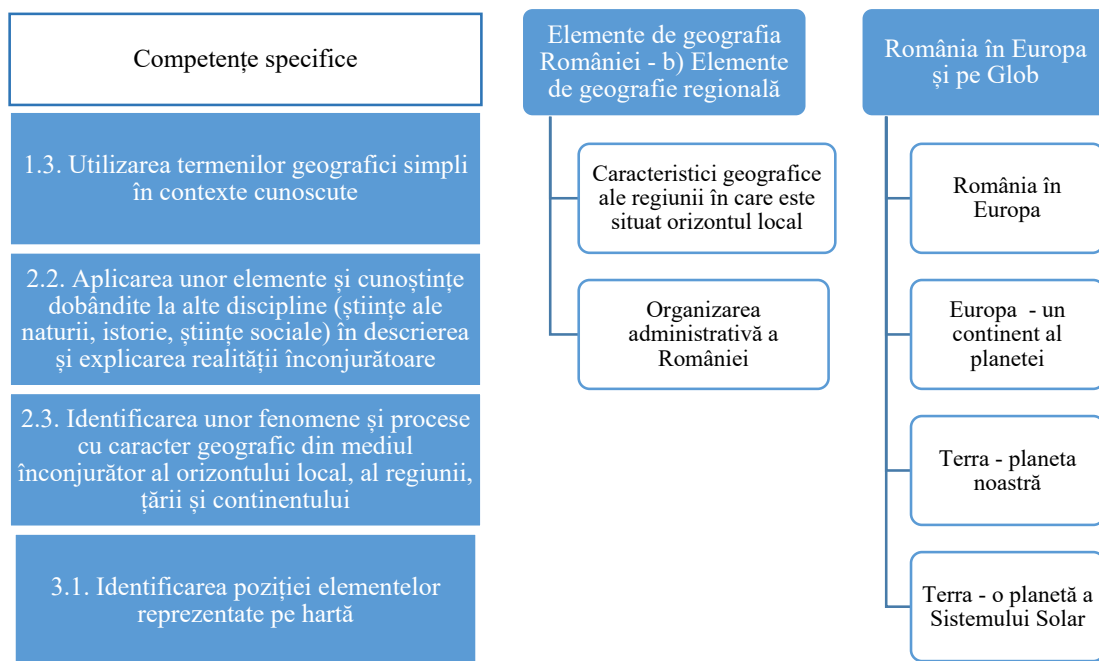 Competențe specifice
1.3. Utilizarea termenilor geografici simpli
în contexte cunoscute
2.2. Aplicarea unor elemente și cunoștințe
dobândite la alte discipline (științe ale
naturii, istorie, științe sociale) în descrierea
și explicarea realității înconjurătoare
2.3. Identificarea unor fenomene și procese
cu caracter geografic din mediul
înconjurător al orizontului local, al regiunii,
țării și continentului
3.1. Identificarea poziției elementelor
reprezentate pe hartă
Elemente de geografia
României - b) Elemente
de geografie regională
Caracteristici geografice
ale regiunii în care este
situat orizontul local
Organizarea
administrativă a
României
România în Europa
și pe Glob
România în
Europa
Europa - un
continent al
planetei
Terra - planeta
noastră
Terra - o planetă a
Sistemului Solar